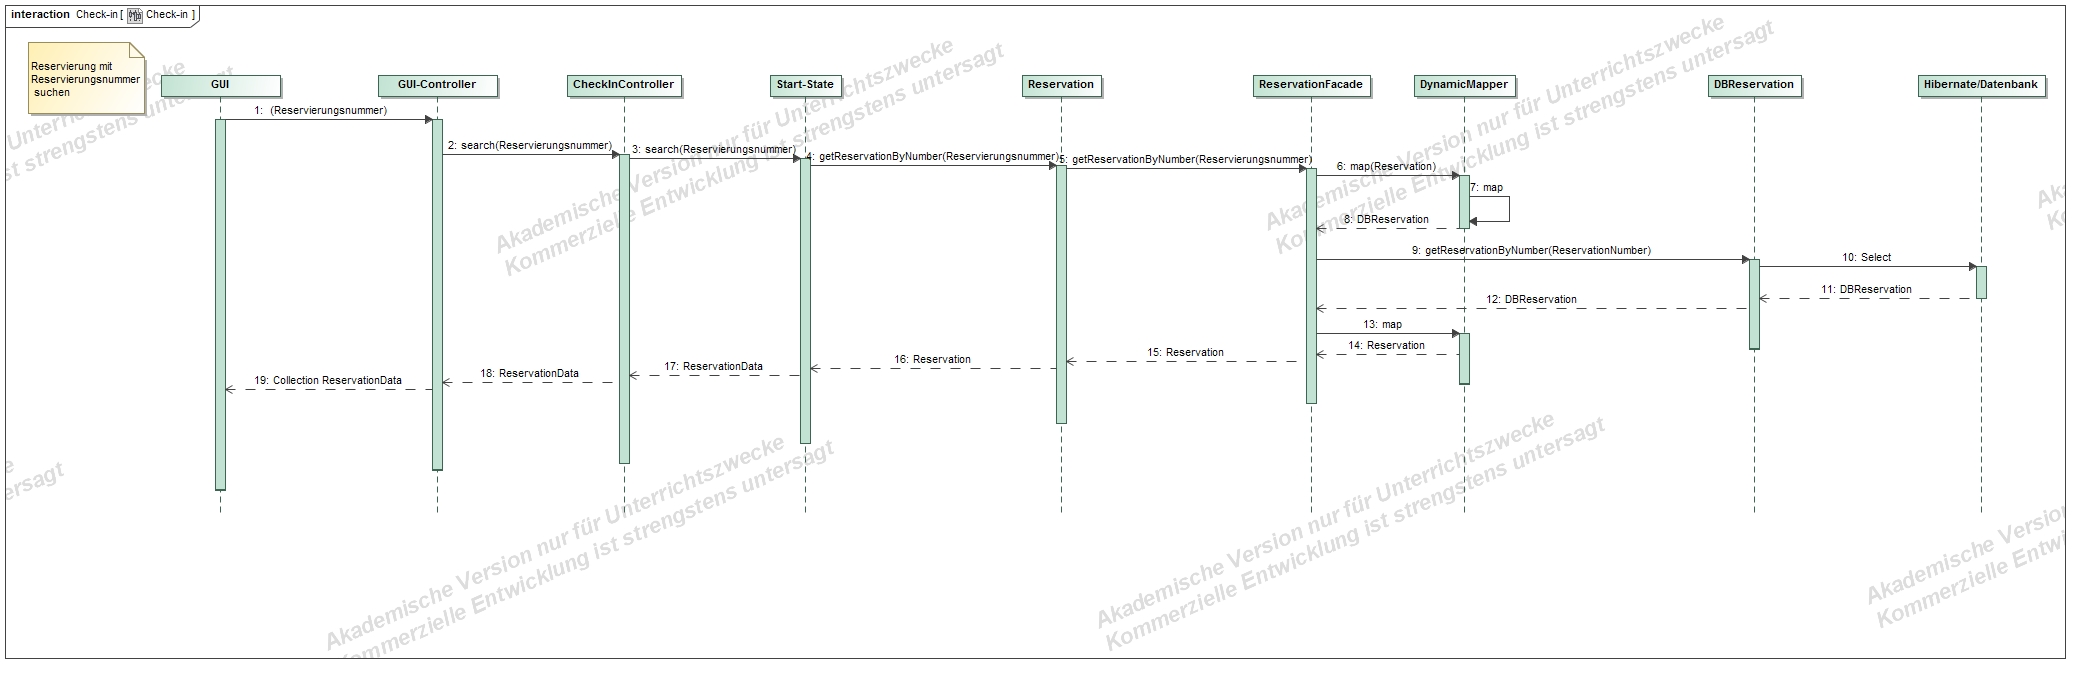 interaction Check-in [ Check-in ]
Reservierung mit
Reservierungsnummer
suchen
GUI
GUI-Controller
CheckInController
Start-State
Reservation
ReservationFacade
DynamicMapper
DBReservation
Hibernate/Datenbank
1: (Reservierungsnummer)
2: search(Reservierungsnummer)
3: search(Reservierungsnummer)
4: getReservationByNumber(Reservierungsnummer)
5: getReservationByNumber(Reservierungsnummer)
6: map(Reservation)
7: map
8: DBReservation
9: getReservationByNumber(ReservationNumber)
10: Select
11: DBReservation
12: DBReservation
13: map
14: Reservation
15: Reservation
16: Reservation
17: ReservationData
18: ReservationData
19: Collection ReservationData
Akademische Version nur für Unterrichtszwecke
Kommerzielle Entwicklung ist strengstens untersagt
Akademische Version nur für Unterrichtszwecke
Kommerzielle Entwicklung ist strengstens untersagt
Akademische Version nur für Unterrichtszwecke
Kommerzielle Entwicklung ist strengstens untersagt
Akademische Version nur für Unterrichtszwecke
Kommerzielle Entwicklung ist strengstens untersagt
Akademische Version
Kommerzielle